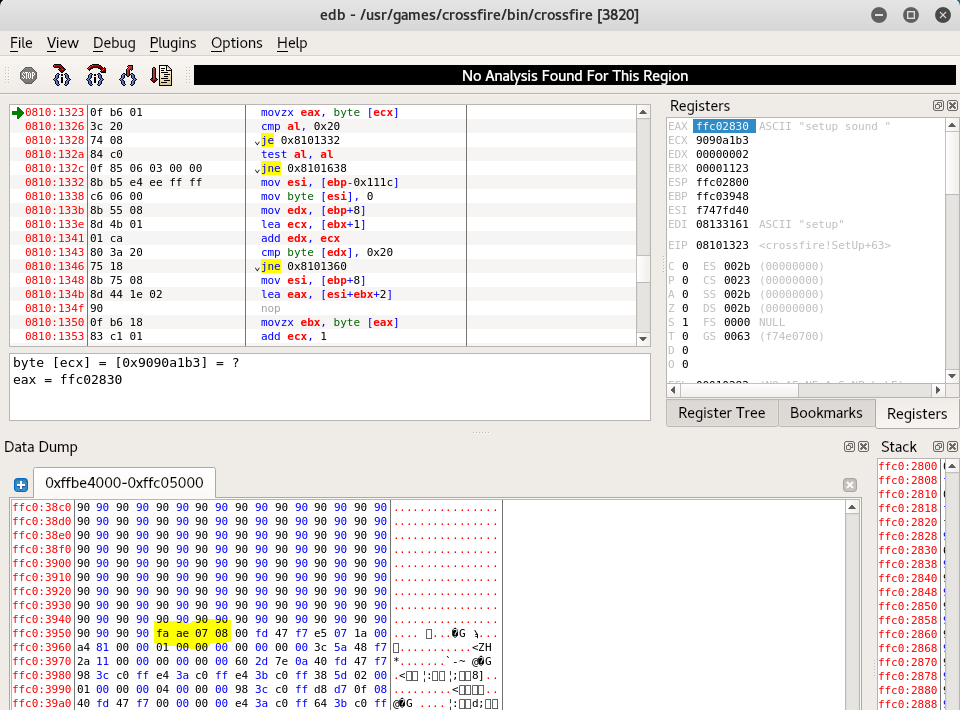 edb - /usr/games/crossfire/bin/crossfire [3820]
File View Debug Plugins Options Help
STOP
No Analysis Found For This Region
0810:1323 0f b6 01 movzx eax, byte [ecx]
0810:1326 3c 20 cmp al, 0x20
0810:1328 74 08 je 0x8101332
0810:132a 84 c0 test al, al
0810:132c 0f 85 06 03 00 00 jne 0x8101638
0810:1332 8b b5 e4 ee ff ff mov esi, [ebp-0x111c]
0810:1338 c6 06 00 mov byte [esi], 0
0810:133b 8b 55 08 mov edx, [ebp+8]
0810:133e 8d 4b 01 lea ecx, [ebx+1]
0810:1341 01 ca add edx, ecx
0810:1343 80 3a 20 cmp byte [edx], 0x20
0810:1346 75 18 jne 0x8101360
0810:1348 8b 75 08 mov esi, [ebp+8]
0810:134b 8d 44 1e 02 lea eax, [esi+ebx+2]
0810:134f 90 nop
0810:1350 0f b6 18 movzx ebx, byte [eax]
0810:1353 83 c1 01 add ecx, 1
byte [ecx] = [0x9090a1b3] = ?
eax = ffc02830
Registers
EAX ffc02830 ASCII "setup sound "
ECX 9090a1b3
EDX 00000002
EBX 00001123
ESP ffc02800
EBP ffc03948
ESI f747fd40
EDI 08133161 ASCII "setup"
EIP 08101323 <crossfire!SetUp+63>
C 0 ES 002b (00000000)
P 0 CS 0023 (00000000)
A 0 SS 002b (00000000)
Z 0 DS 002b (00000000)
S 1 FS 0000 NULL
T 0 GS 0063 (f74e0700)
D 0
O 0
Register Tree Bookmarks Registers
Data Dump
0xffbe4000-0xffc05000
ffc0:38c0 90 90 90 90 90 90 90 90 90 90 90 90 90 90 90 90 ................
ffc0:38d0 90 90 90 90 90 90 90 90 90 90 90 90 90 90 90 90 ................
ffc0:38e0 90 90 90 90 90 90 90 90 90 90 90 90 90 90 90 90 ................
ffc0:38f0 90 90 90 90 90 90 90 90 90 90 90 90 90 90 90 90 ................
ffc0:3900 90 90 90 90 90 90 90 90 90 90 90 90 90 90 90 90 ................
ffc0:3910 90 90 90 90 90 90 90 90 90 90 90 90 90 90 90 90 ................
ffc0:3920 90 90 90 90 90 90 90 90 90 90 90 90 90 90 90 90 ................
ffc0:3930 90 90 90 90 90 90 90 90 90 90 90 90 90 90 90 90 ................
ffc0:3940 90 90 90 90 90 90 90 90 90 90 90 90 90 90 90 90 ................
ffc0:3950 90 90 90 90 fa ae 07 08 00 fd 47 f7 e5 07 1a 00
ffc0:3960 a4 81 00 00 01 00 00 00 00 00 00 00 3c 5a 48 f7
ffc0:3970 2a 11 00 00 00 00 00 00 60 2d 7e 0a 40 fd 47 f7
ffc0:3980 98 3c c0 ff e4 3a c0 ff e4 3b c0 ff 38 5d 02 00
ffc0:3990 01 00 00 00 04 00 00 00 98 3c c0 ff d8 d7 0f 08
ffc0:39a0 40 fd 47 f7 00 00 00 00 e4 3a c0 ff 64 3b c0 ff
Stack
ffc0:2800
ffc0:2808
ffc0:2810
ffc0:2818
ffc0:2820
ffc0:2828
ffc0:2830
ffc0:2838
ffc0:2840
ffc0:2848
ffc0:2850
ffc0:2858
ffc0:2860
ffc0:2868
ffc0:2870
ffc0:2878
ffc0:2880
ffc0:2888